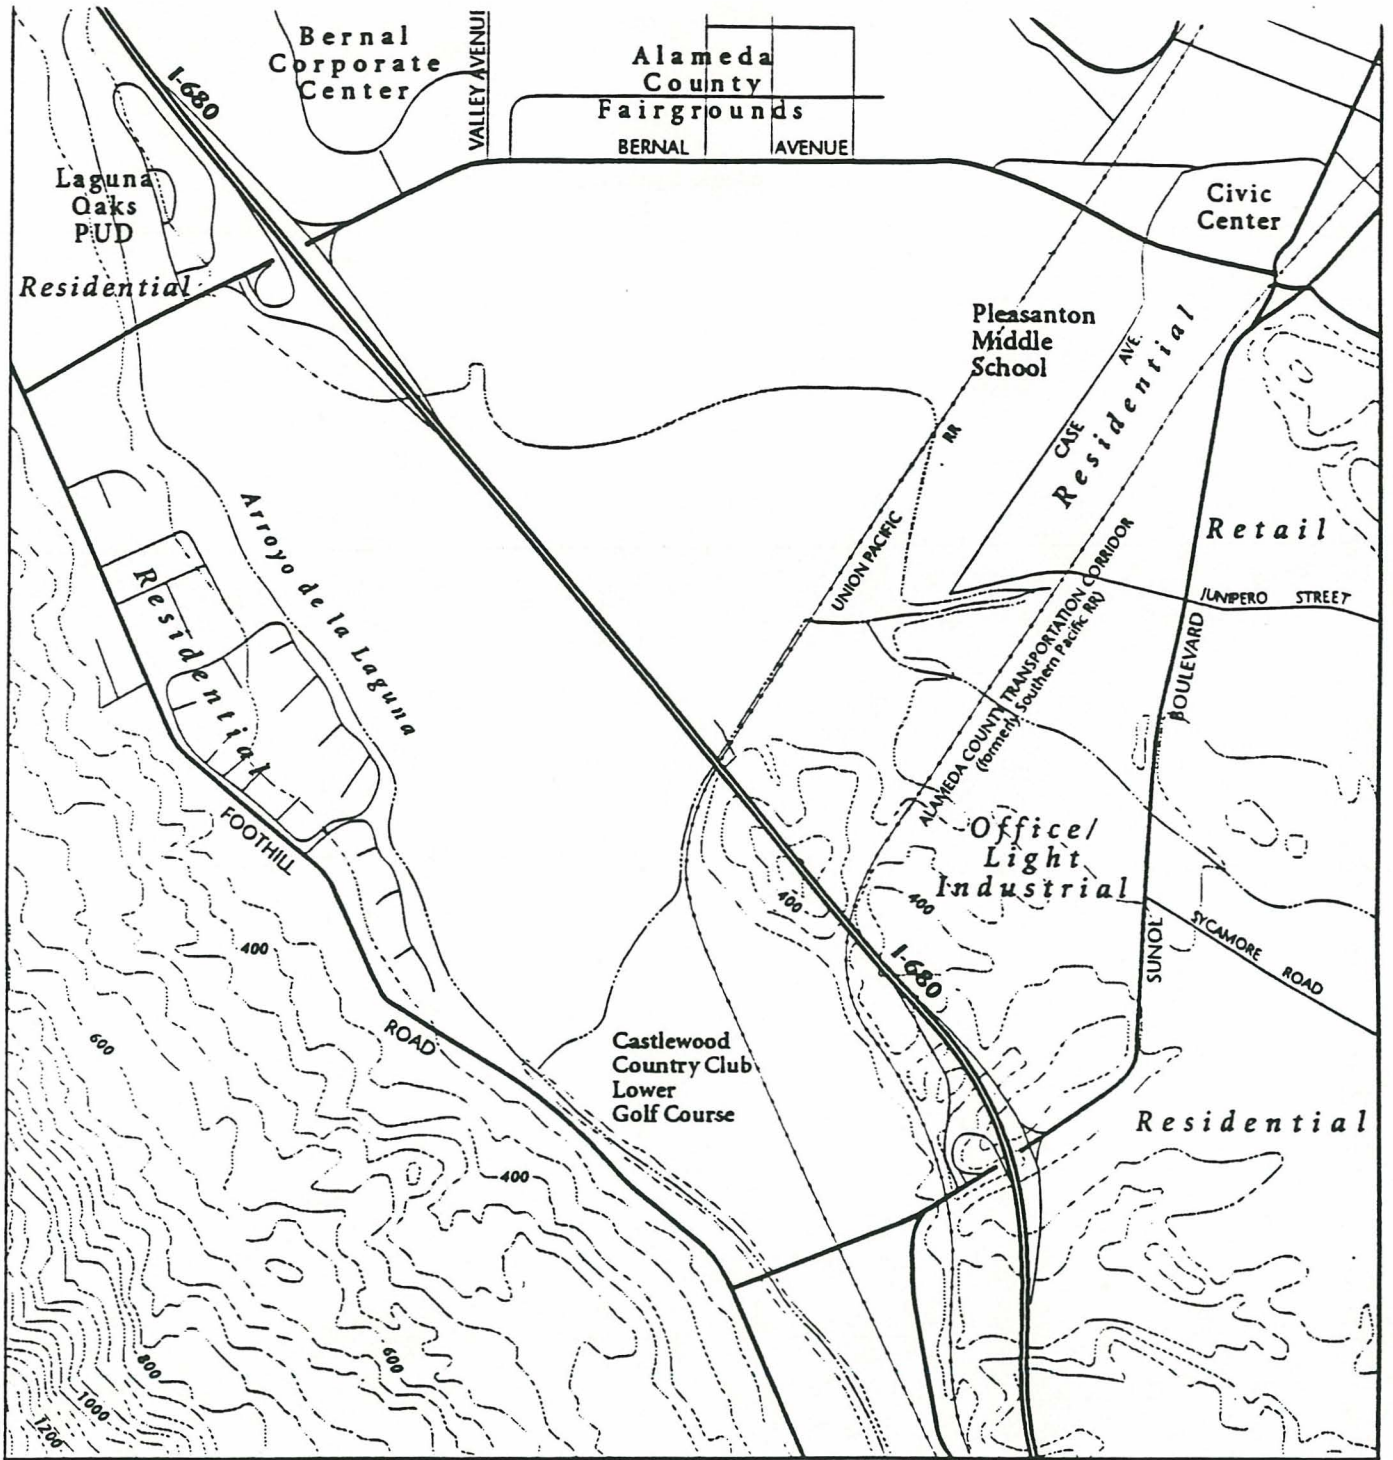 Bernal
Corporate
Center
VALLEY AVENUE
Alameda
County
Fairgrounds
BERNAL AVENUE
I-680
Laguna
Oaks
PUD
Residential
Civic
Center
Pleasanton
Middle
School
CASE AVE.
Residential
UNION PACIFIC RR
Retail
JUNIPERO STREET
Arroyo de la Laguna
Residential
ALAMEDA COUNTY TRANSPORTATION CORRIDOR
(formerly Southern Pacific RR)
SUNOL BOULEVARD
FOOTHILL ROAD
Office/
Light
Industrial
400
400
SYCAMORE ROAD
I-680
400
600
Castlewood
Country Club
Lower
Golf Course
Residential
400
600
800
1000
1200